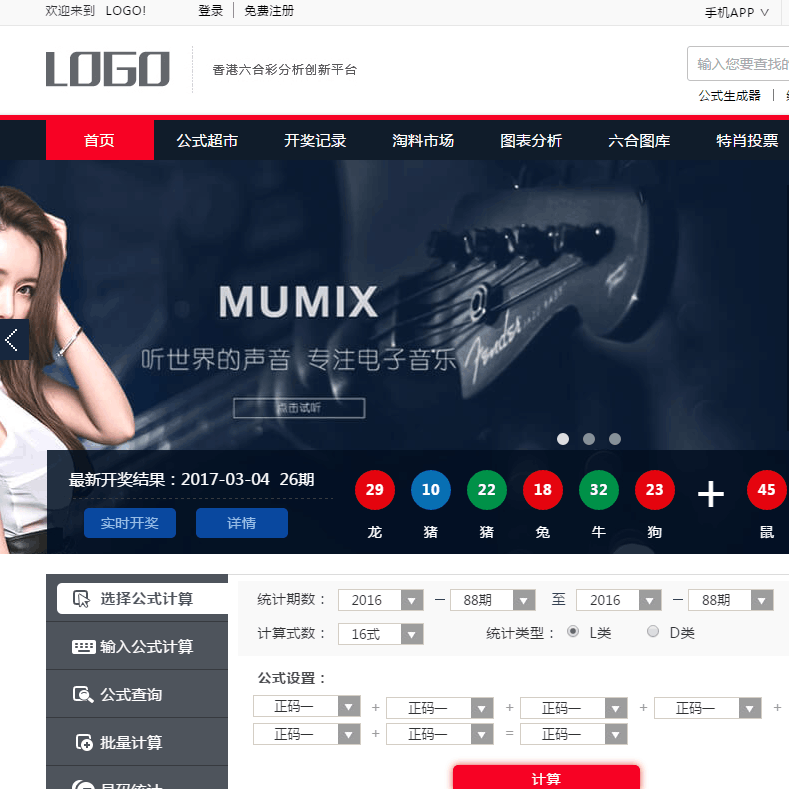 欢迎来到 LOGO! 登录 免费注册 手机APP
LOGO 香港六合彩分析创新平台 输入您要查找的
公式生成器
首页 公式超市 开奖记录 淘料市场 图表分析 六合图库 特肖投票
MUMIX
听世界的声音 专注电子音乐
点击试听
Fender JAZZ BASS
最新开奖结果：2017-03-04 26期
29 10 22 18 32 23 + 45
实时开奖 详情
龙 猪 猪 兔 牛 狗 鼠
选择公式计算
输入公式计算
公式查询
批量计算
统计期数： 2016 — 88期 至 2016 — 88期
计算式数： 16式 统计类型： L类 D类
公式设置：
正码一 + 正码一 + 正码一 + 正码一 +
正码一 + 正码一 = 正码一
计算